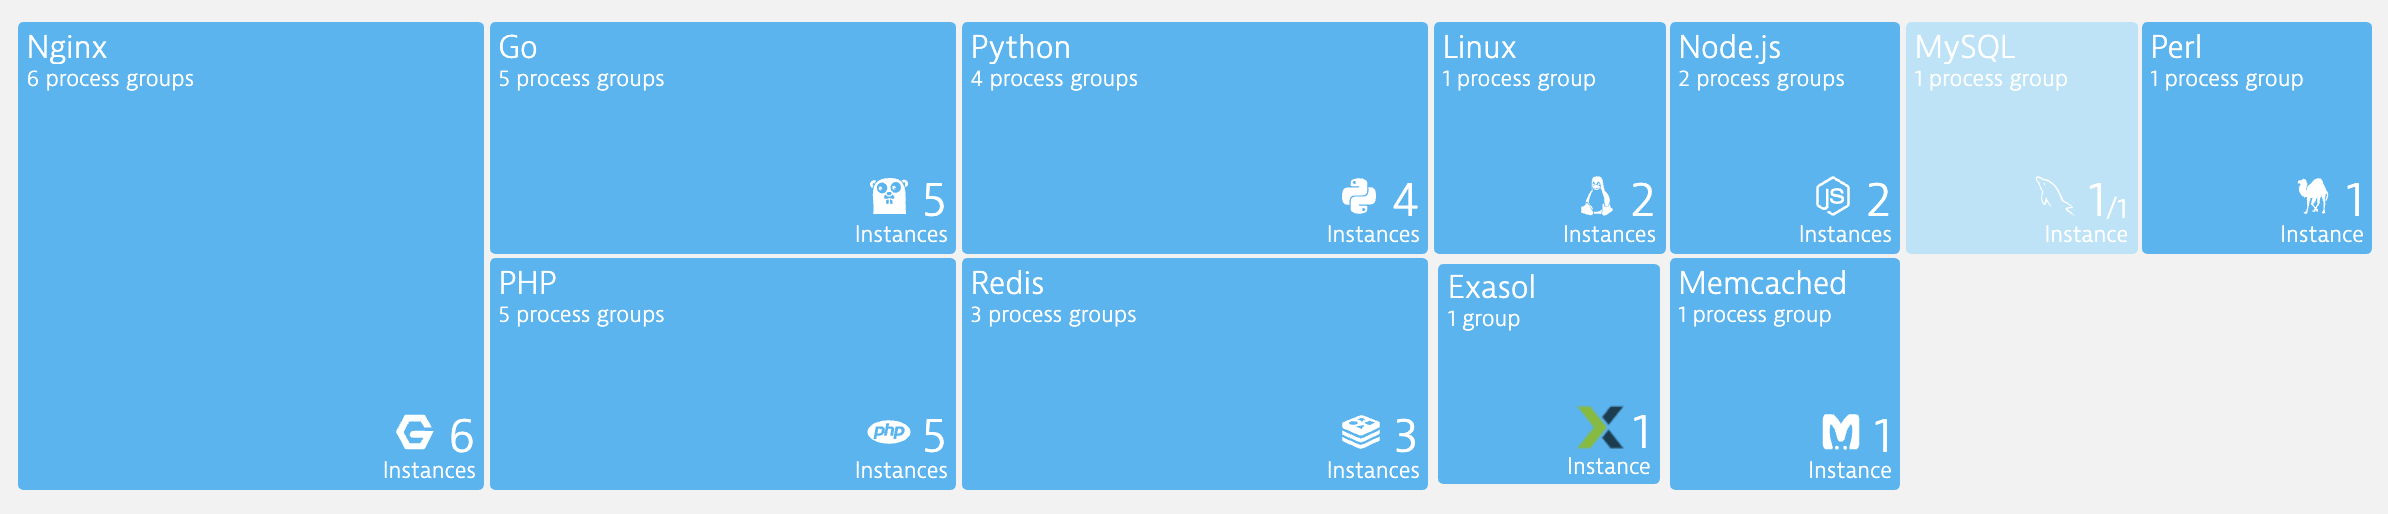 Nginx
6 process groups
6
Instances
Go
5 process groups
5
Instances
PHP
5 process groups
php 5
Instances
Python
4 process groups
4
Instances
Redis
3 process groups
3
Instances
Linux
1 process group
2
Instances
Exasol
1 group
X 1
Instance
Node.js
2 process groups
JS 2
Instances
Memcached
1 process group
M 1
Instance
MySQL
1 process group
1/1
Instance
Perl
1 process group
1
Instance